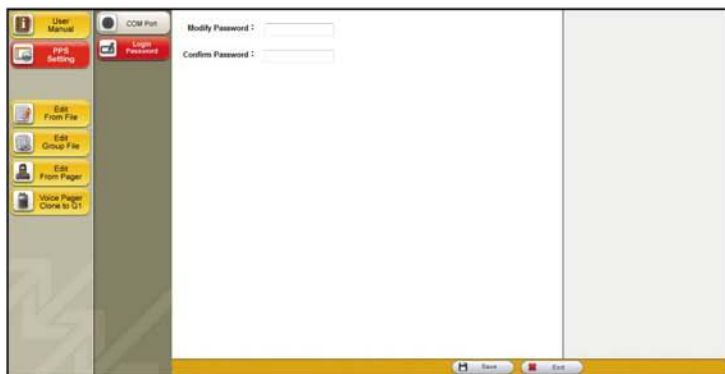 User
Manual
PPS
Setting
Edit
From File
Edit
Group File
Edit
From Pager
Voice Pager
Clone to G1
COM Port
Login
Password
Modify Password :
Confirm Password :
Save
Exit